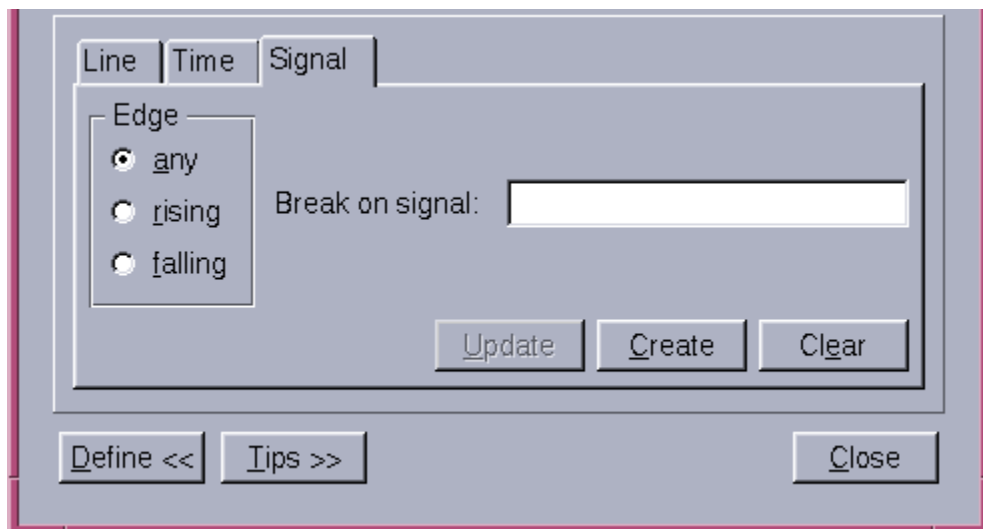 Line Time Signal
Edge
any
rising
Break on signal:
falling
Update Create Clear
Define << Tips >> Close